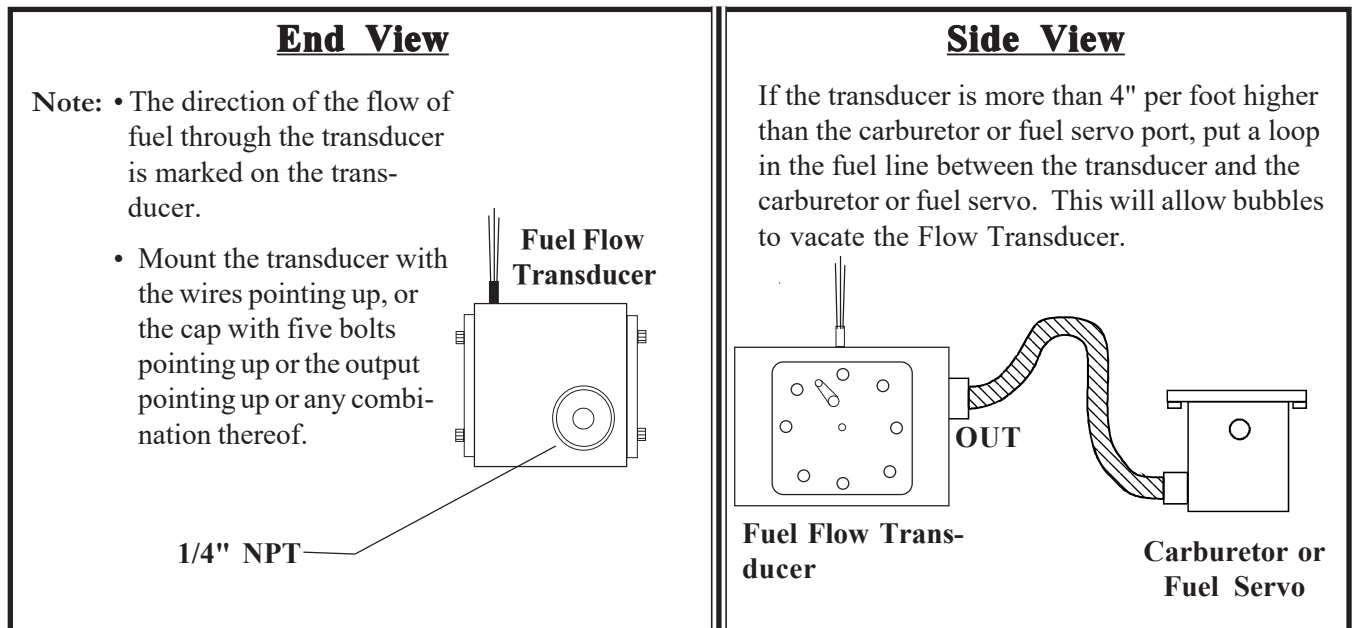 End View
Note: • The direction of the flow of
fuel through the transducer
is marked on the trans-
ducer.
• Mount the transducer with
the wires pointing up, or
the cap with five bolts
pointing up or the output
pointing up or any combi-
nation thereof.
Fuel Flow
Transducer
1/4" NPT
Side View
If the transducer is more than 4" per foot higher
than the carburetor or fuel servo port, put a loop
in the fuel line between the transducer and the
carburetor or fuel servo.  This will allow bubbles
to vacate the Flow Transducer.
OUT
Fuel Flow Trans-
ducer
Carburetor or
Fuel Servo